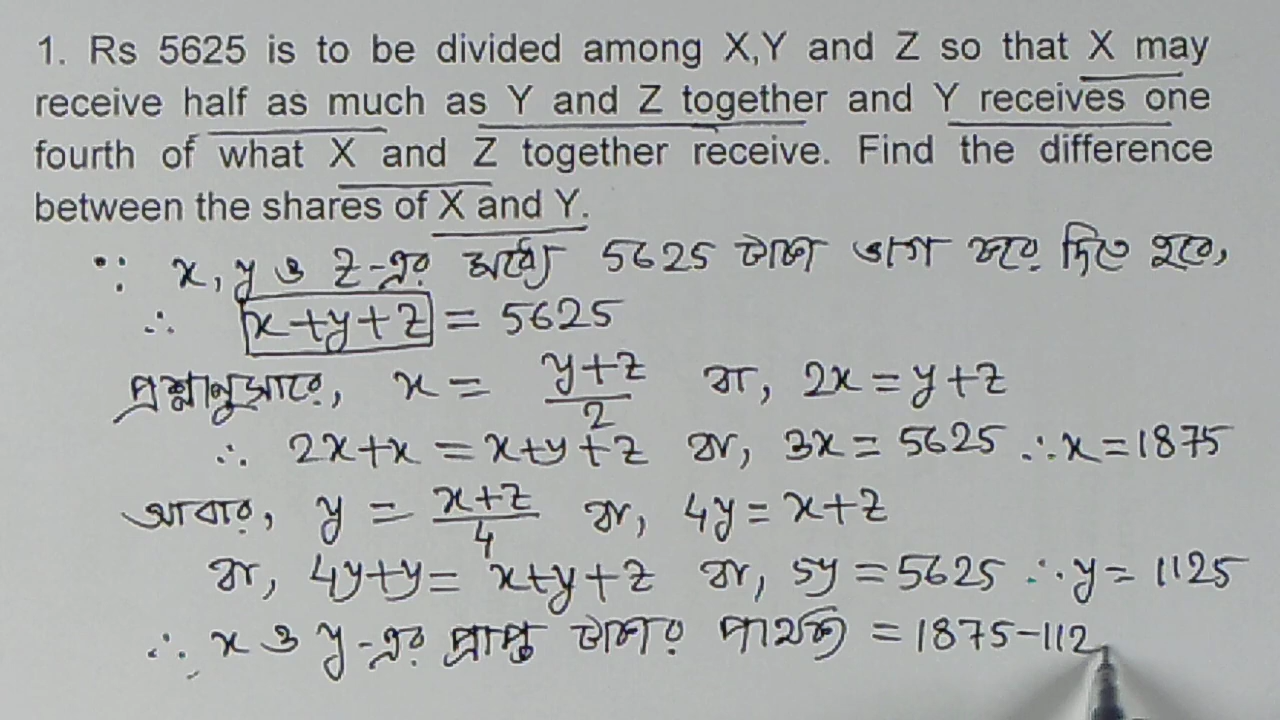 1. Rs 5625 is to be divided among X,Y and Z so that X may
receive half as much as Y and Z together and Y receives one
fourth of what X and Z together receive. Find the difference
between the shares of X and Y.
∵ x, y ও z-এর মধ্যে 5625 টাকা ভাগ করে দিতে হবে,
∴ x+y+z = 5625
প্রশ্নানুসারে, x = (y+z)/2 বা, 2x = y+z
∴ 2x+x = x+y+z বা, 3x = 5625 ∴ x = 1875
আবার, y = (x+z)/4 বা, 4y = x+z
বা, 4y+y = x+y+z বা, 5y = 5625 ∴ y = 1125
∴ x ও y-এর প্রাপ্ত টাকার পার্থক্য = 1875-112